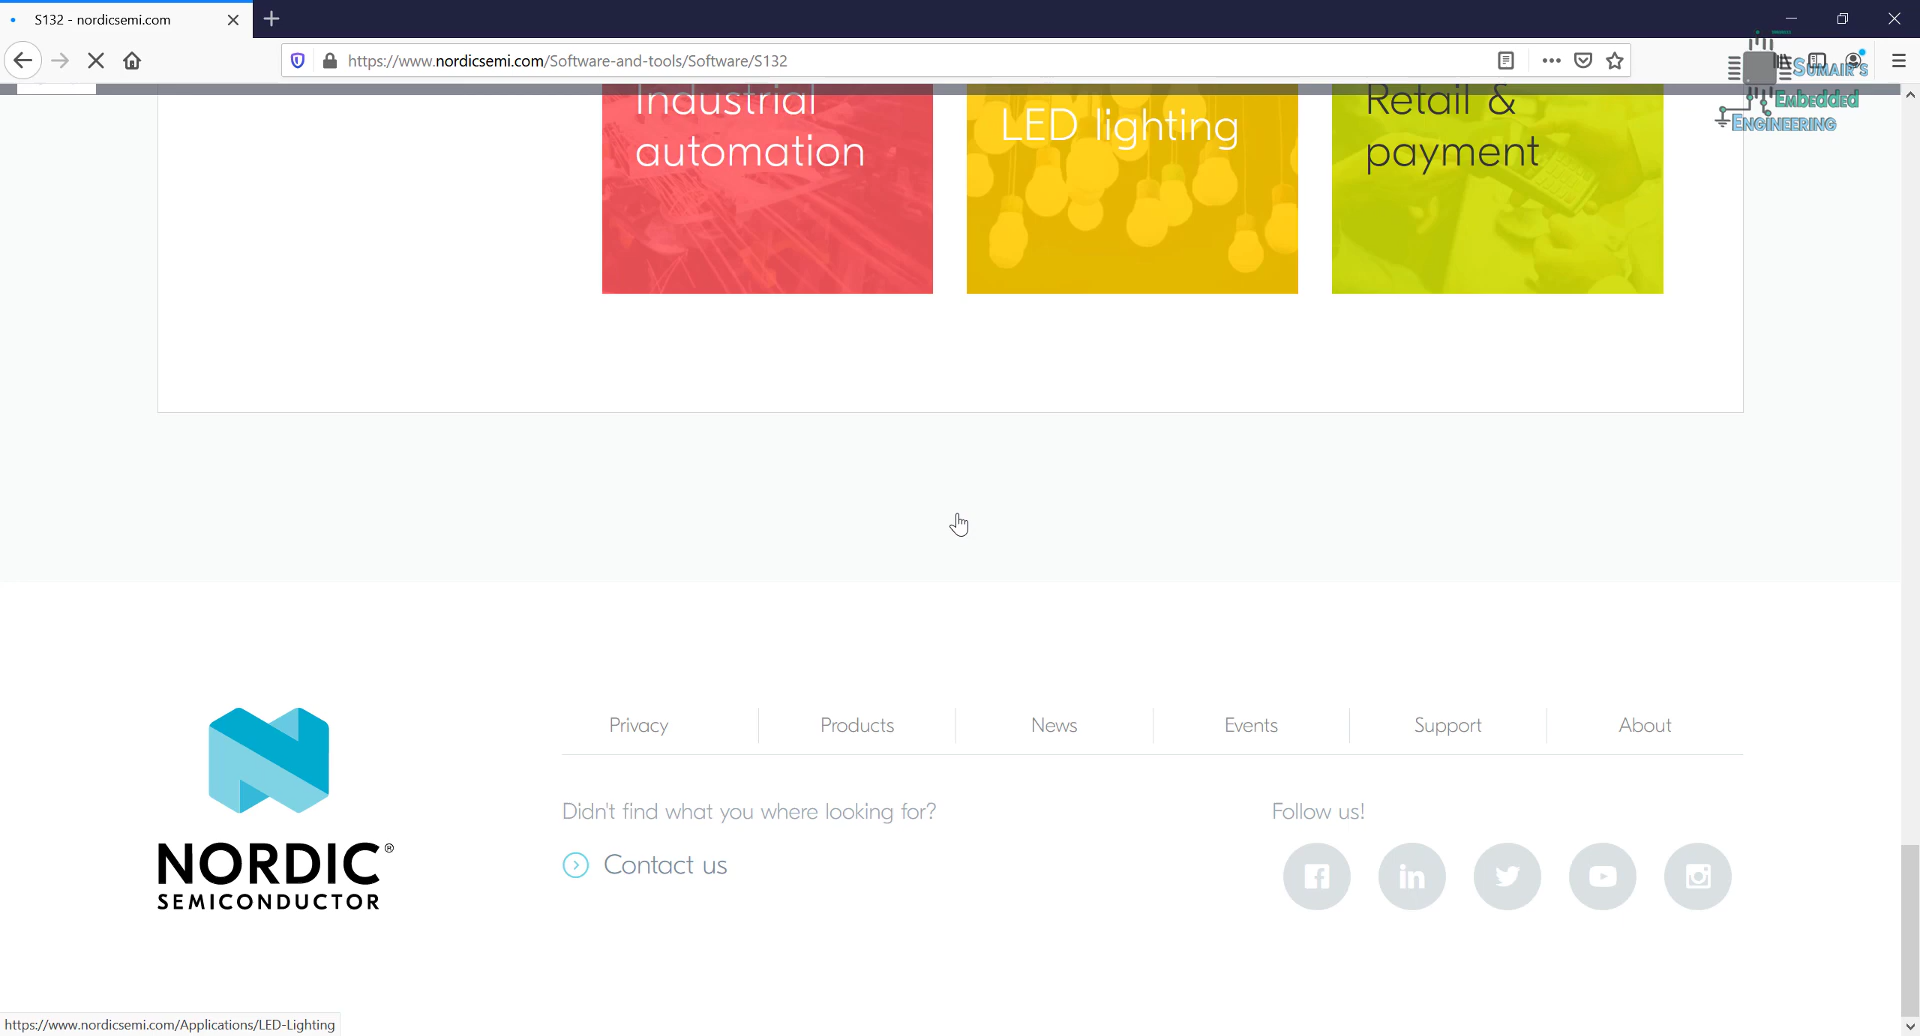 S132 - nordicsemi.com
https://www.nordicsemi.com/Software-and-tools/Software/S132
SUMAIR'S
EMBEDDED
ENGINEERING
Industrial
automation
LED lighting
Retail &
payment
Privacy
Products
News
Events
Support
About
Didn't find what you where looking for?
Follow us!
Contact us
NORDIC®
SEMICONDUCTOR
https://www.nordicsemi.com/Applications/LED-Lighting